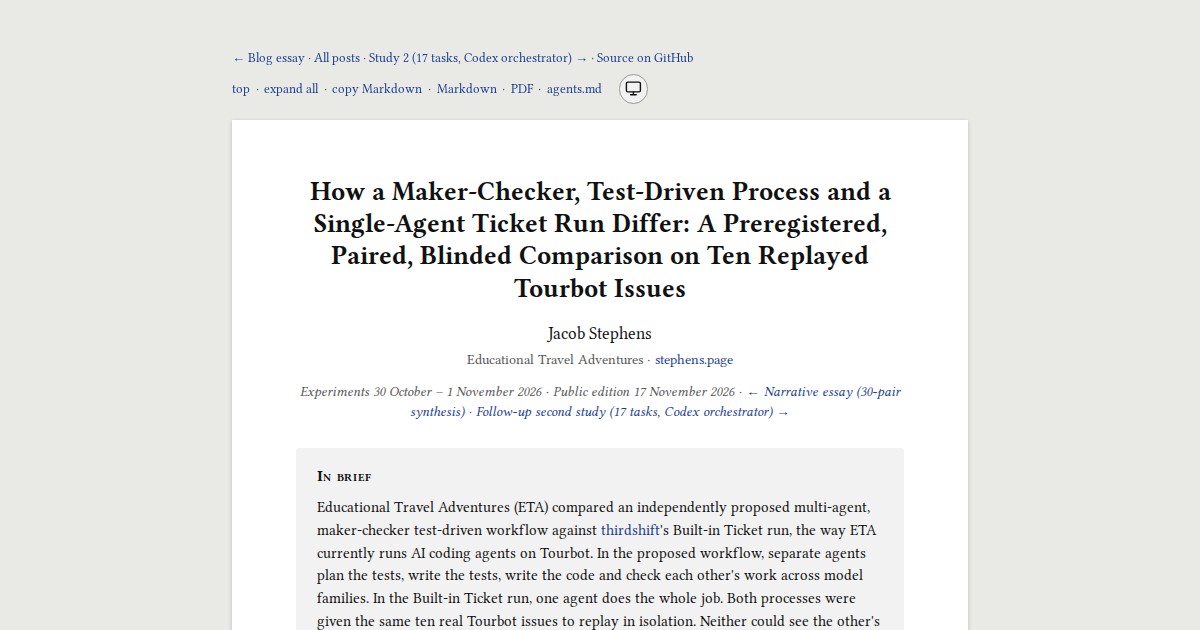 ← Blog essay · All posts · Study 2 (17 tasks, Codex orchestrator) → · Source on GitHub
top · expand all · copy Markdown · Markdown · PDF · agents.md
How a Maker-Checker, Test-Driven Process and a
Single-Agent Ticket Run Differ: A Preregistered,
Paired, Blinded Comparison on Ten Replayed
Tourbot Issues
Jacob Stephens
Educational Travel Adventures · stephens.page
Experiments 30 October – 1 November 2026 · Public edition 17 November 2026 · ← Narrative essay (30-pair
synthesis) · Follow-up second study (17 tasks, Codex orchestrator) →
In brief
Educational Travel Adventures (ETA) compared an independently proposed multi-agent,
maker-checker test-driven workflow against thirdshift's Built-in Ticket run, the way ETA
currently runs AI coding agents on Tourbot. In the proposed workflow, separate agents
plan the tests, write the tests, write the code and check each other's work across model
families. In the Built-in Ticket run, one agent does the whole job. Both processes were
given the same ten real Tourbot issues to replay in isolation. Neither could see the other's